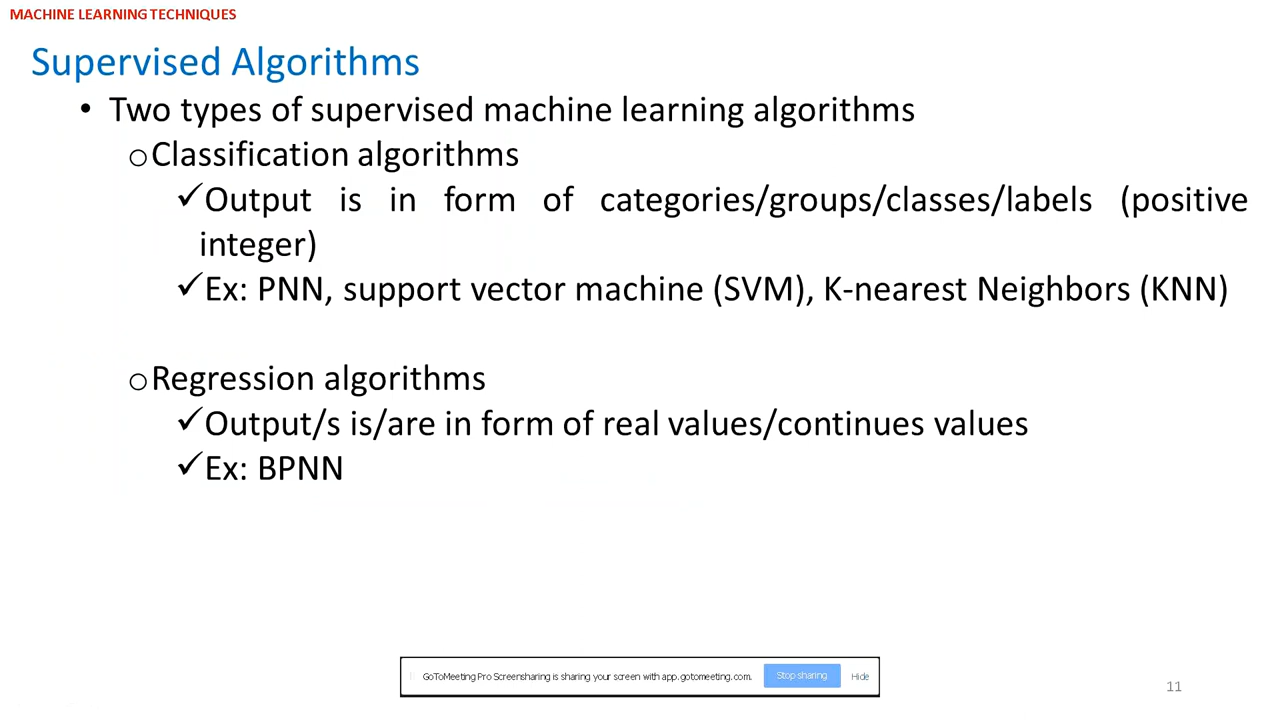 MACHINE LEARNING TECHNIQUES
Supervised Algorithms
• Two types of supervised machine learning algorithms
oClassification algorithms
✓Output is in form of categories/groups/classes/labels (positive
integer)
✓Ex: PNN, support vector machine (SVM), K-nearest Neighbors (KNN)
oRegression algorithms
✓Output/s is/are in form of real values/continues values
✓Ex: BPNN
GoToMeeting Pro Screensharing is sharing your screen with app.gotomeeting.com. Stop sharing Hide
11